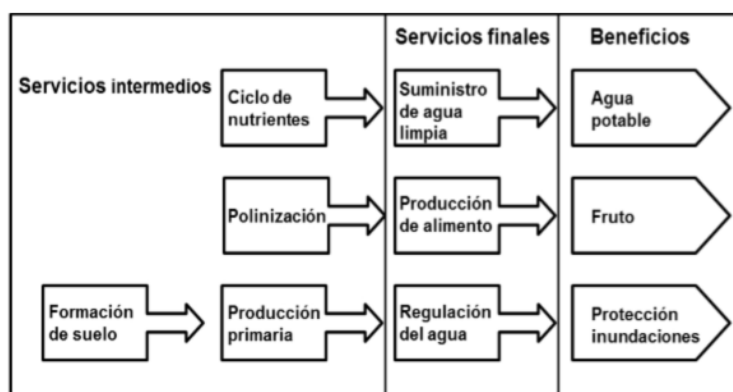 Servicios finales
Beneficios
Servicios intermedios
Ciclo de
nutrientes
Suministro
de agua
limpia
Agua
potable
Polinización
Producción
de alimento
Fruto
Formación
de suelo
Producción
primaria
Regulación
del agua
Protección
inundaciones